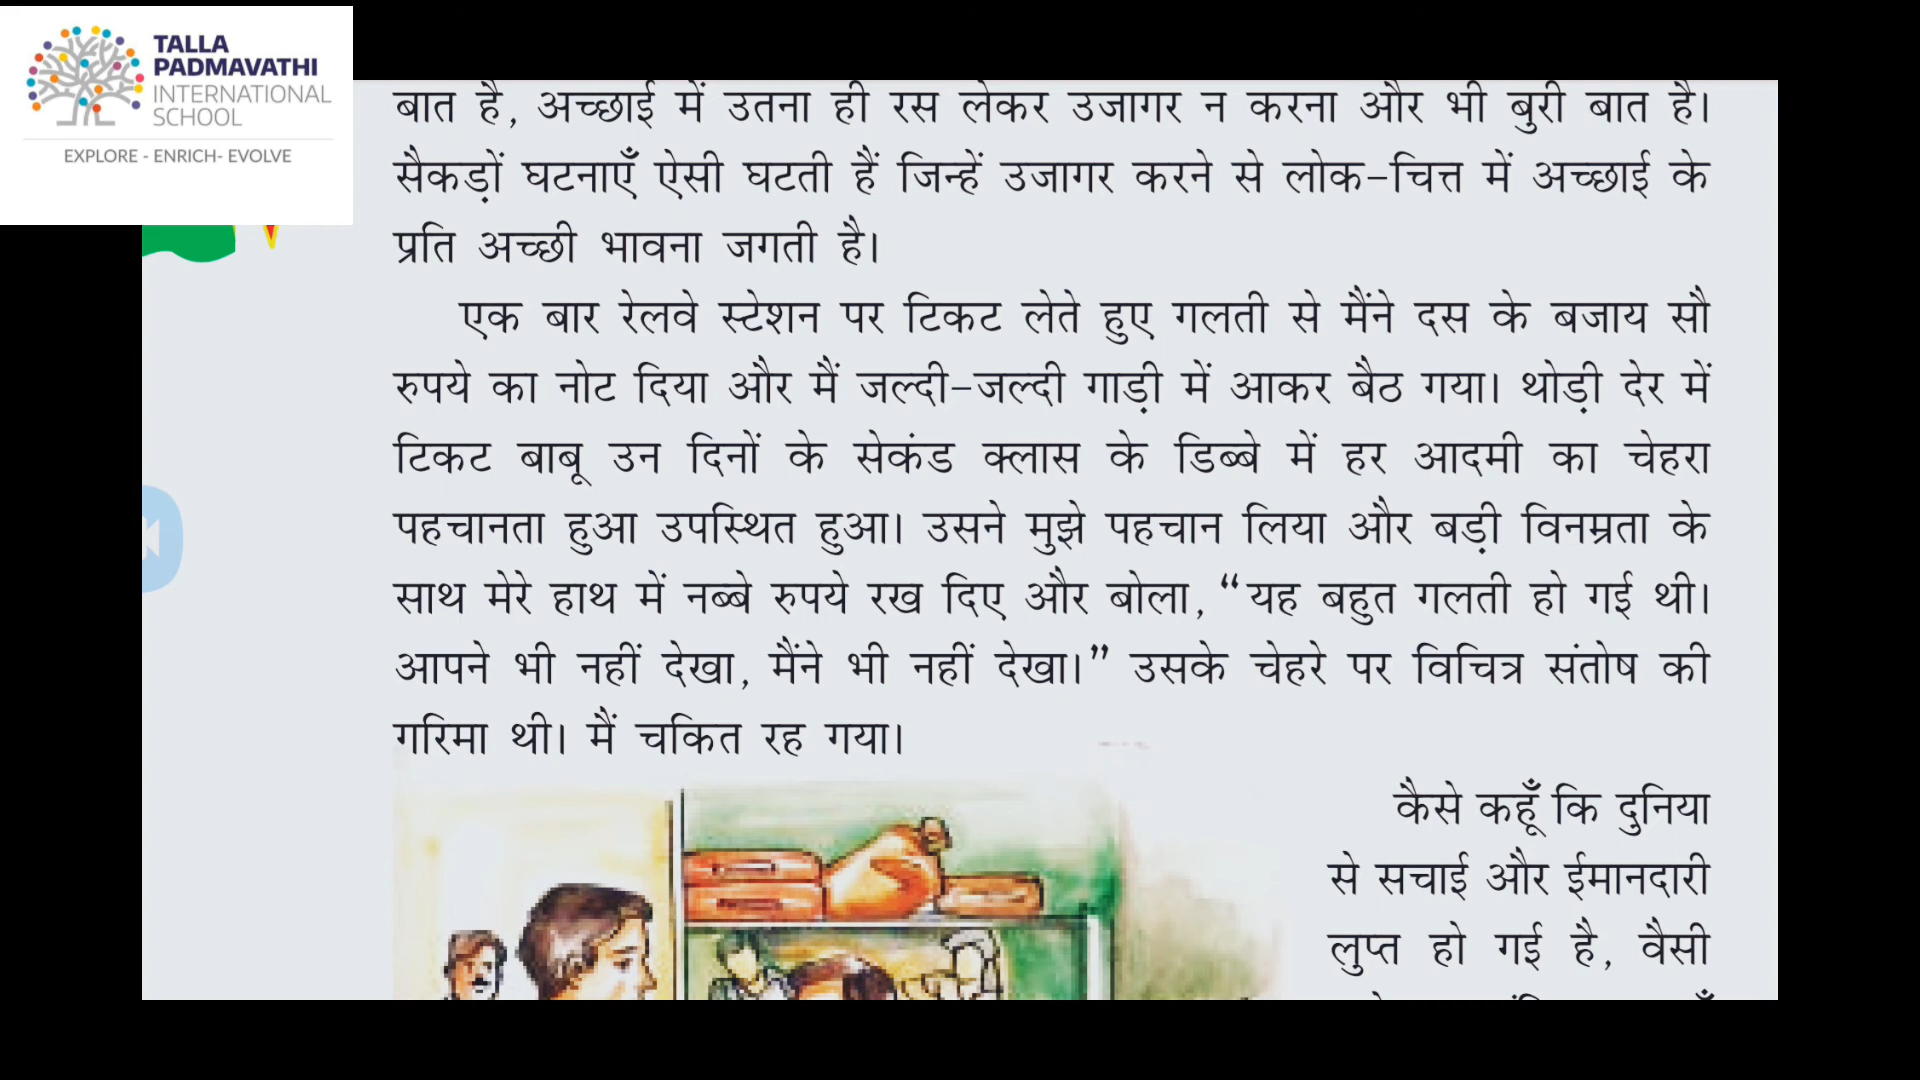 TALLA
PADMAVATHI
INTERNATIONAL
SCHOOL
EXPLORE - ENRICH- EVOLVE
बात है, अच्छाई में उतना ही रस लेकर उजागर न करना और भी बुरी बात है।
सैकड़ों घटनाएँ ऐसी घटती हैं जिन्हें उजागर करने से लोक-चित्त में अच्छाई के
प्रति अच्छी भावना जगती है।
एक बार रेलवे स्टेशन पर टिकट लेते हुए गलती से मैंने दस के बजाय सौ
रुपये का नोट दिया और मैं जल्दी-जल्दी गाड़ी में आकर बैठ गया। थोड़ी देर में
टिकट बाबू उन दिनों के सेकंड क्लास के डिब्बे में हर आदमी का चेहरा
पहचानता हुआ उपस्थित हुआ। उसने मुझे पहचान लिया और बड़ी विनम्रता के
साथ मेरे हाथ में नब्बे रुपये रख दिए और बोला, “यह बहुत गलती हो गई थी।
आपने भी नहीं देखा, मैंने भी नहीं देखा।” उसके चेहरे पर विचित्र संतोष की
गरिमा थी। मैं चकित रह गया।
कैसे कहूँ कि दुनिया
से सचाई और ईमानदारी
लुप्त हो गई है, वैसी